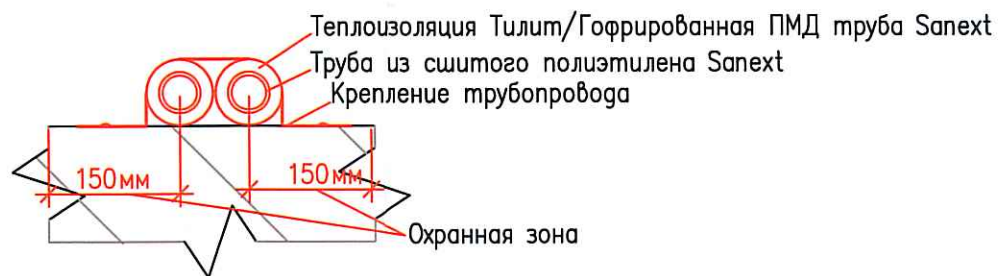 Теплоизоляция Тилит/Гофрированная ПМД труба Sanext
Труба из сшитого полиэтилена Sanext
Крепление трубопровода
150мм 150мм
Охранная зона